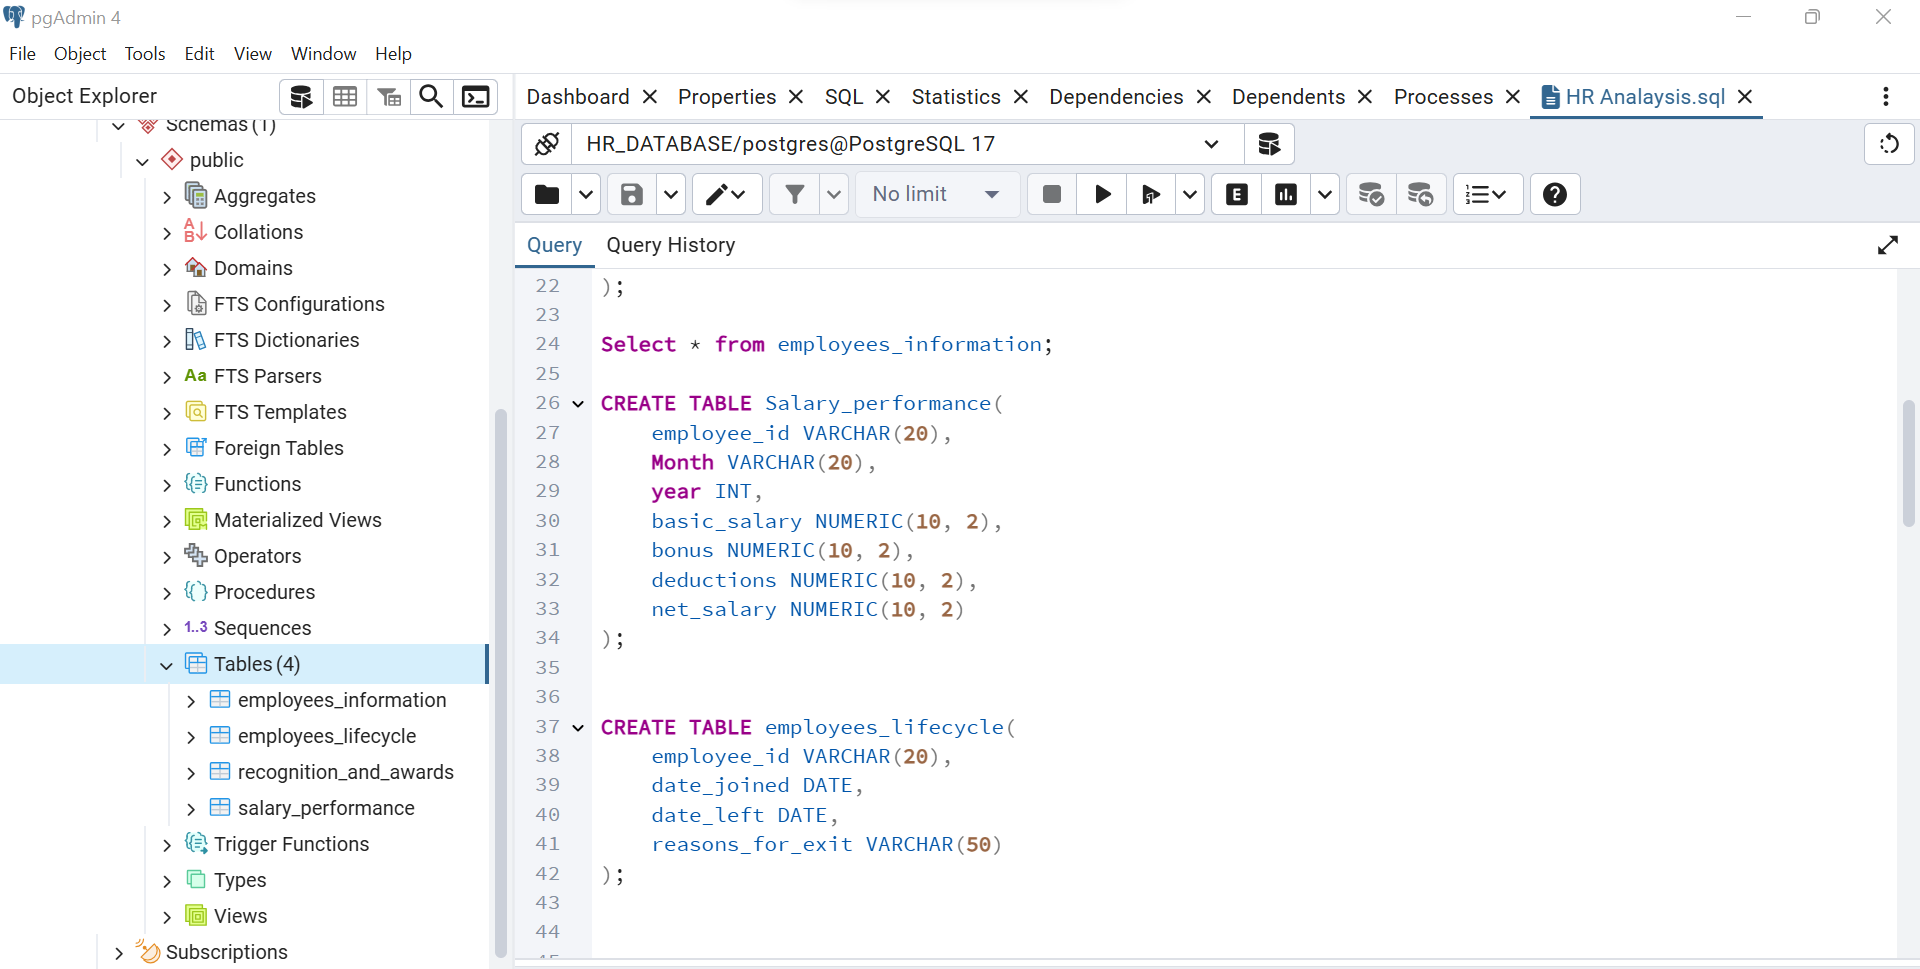 pgAdmin 4
File Object Tools Edit View Window Help
Object Explorer
Schemas (1)
public
Aggregates
Collations
Domains
FTS Configurations
FTS Dictionaries
Aa FTS Parsers
FTS Templates
Foreign Tables
Functions
Materialized Views
Operators
Procedures
1..3 Sequences
Tables (4)
employees_information
employees_lifecycle
recognition_and_awards
salary_performance
Trigger Functions
Types
Views
Subscriptions
Dashboard Properties SQL Statistics Dependencies Dependents Processes HR Analaysis.sql
HR_DATABASE/postgres@PostgreSQL 17
No limit E
Query Query History
22 );
23
24 Select * from employees_information;
25
26 CREATE TABLE Salary_performance(
27 employee_id VARCHAR(20),
28 Month VARCHAR(20),
29 year INT,
30 basic_salary NUMERIC(10, 2),
31 bonus NUMERIC(10, 2),
32 deductions NUMERIC(10, 2),
33 net_salary NUMERIC(10, 2)
34 );
35
36
37 CREATE TABLE employees_lifecycle(
38 employee_id VARCHAR(20),
39 date_joined DATE,
40 date_left DATE,
41 reasons_for_exit VARCHAR(50)
42 );
43
44